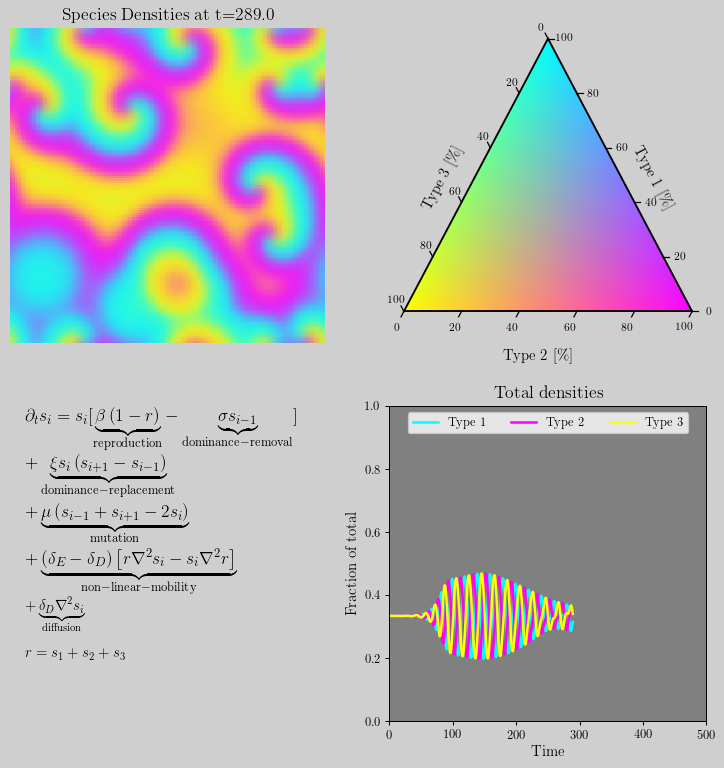 Species Densities at t=289.0
0
100
20
80
40
60
Type 3 [%]
Type 1 [%]
60
40
80
20
100
0
0
20
40
60
80
100
Type 2 [%]
∂ₜsᵢ = sᵢ[ β (1 − r) − σsᵢ₋₁ ]
reproduction
dominance−removal
+ ξsᵢ (sᵢ₊₁ − sᵢ₋₁)
dominance−replacement
+ μ (sᵢ₋₁ + sᵢ₊₁ − 2sᵢ)
mutation
+ (δ_E − δ_D) [r∇²sᵢ − sᵢ∇²r]
non−linear−mobility
+ δ_D∇²sᵢ
diffusion
r = s₁ + s₂ + s₃
Total densities
Type 1
Type 2
Type 3
1.0
0.8
0.6
0.4
0.2
0.0
Fraction of total
0
100
200
300
400
500
Time